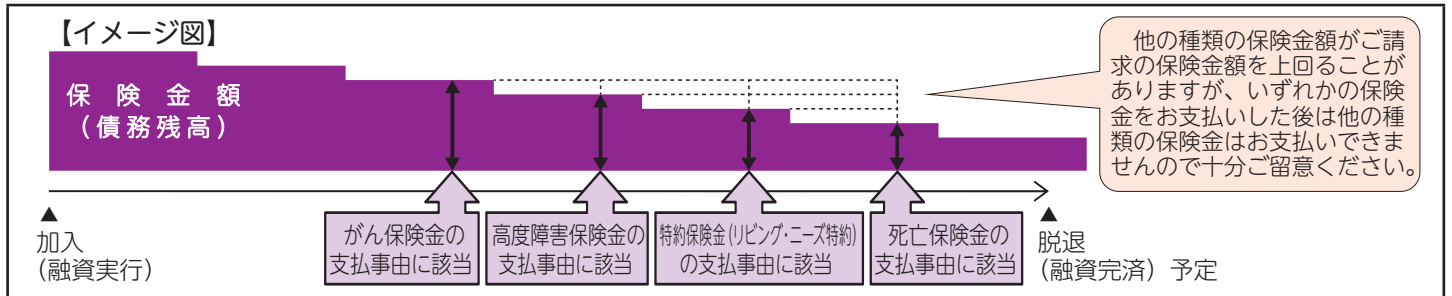 【イメージ図】
保険金額
（債務残高）
他の種類の保険金額がご請
求の保険金額を上回ることが
ありますが、いずれかの保険
金をお支払いした後は他の種
類の保険金はお支払いできま
せんので十分ご留意ください。
▲
加入
（融資実行）
がん保険金の
支払事由に該当
高度障害保険金の
支払事由に該当
特約保険金(リビング・ニーズ特約)
の支払事由に該当
死亡保険金の
支払事由に該当
▲
脱退
（融資完済）予定